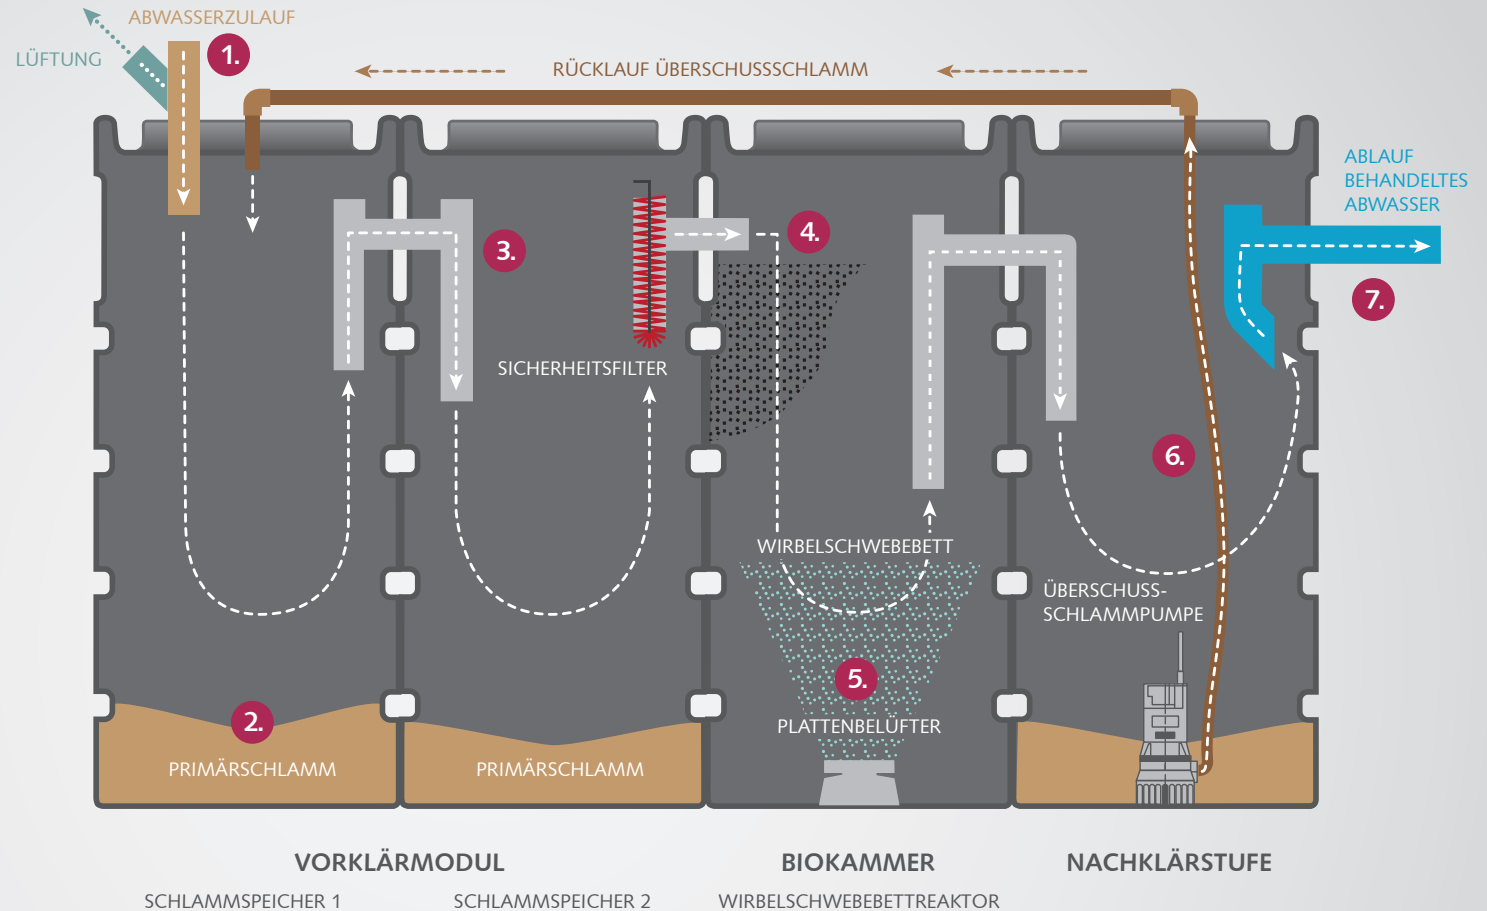 ABWASSERZULAUF
1.
LÜFTUNG
RÜCKLAUF ÜBERSCHUSSSCHLAMM
ABLAUF
BEHANDELTES
ABWASSER
3.
4.
7.
SICHERHEITSFILTER
6.
WIRBELSCHWEBEBETT
ÜBERSCHUSS-
SCHLAMMPUMPE
5.
2.
PLATTENBELÜFTER
PRIMÄRSCHLAMM
PRIMÄRSCHLAMM
VORKLÄRMODUL
BIOKAMMER
NACHKLÄRSTUFE
SCHLAMMSPEICHER 1
SCHLAMMSPEICHER 2
WIRBELSCHWEBEBETTREAKTOR